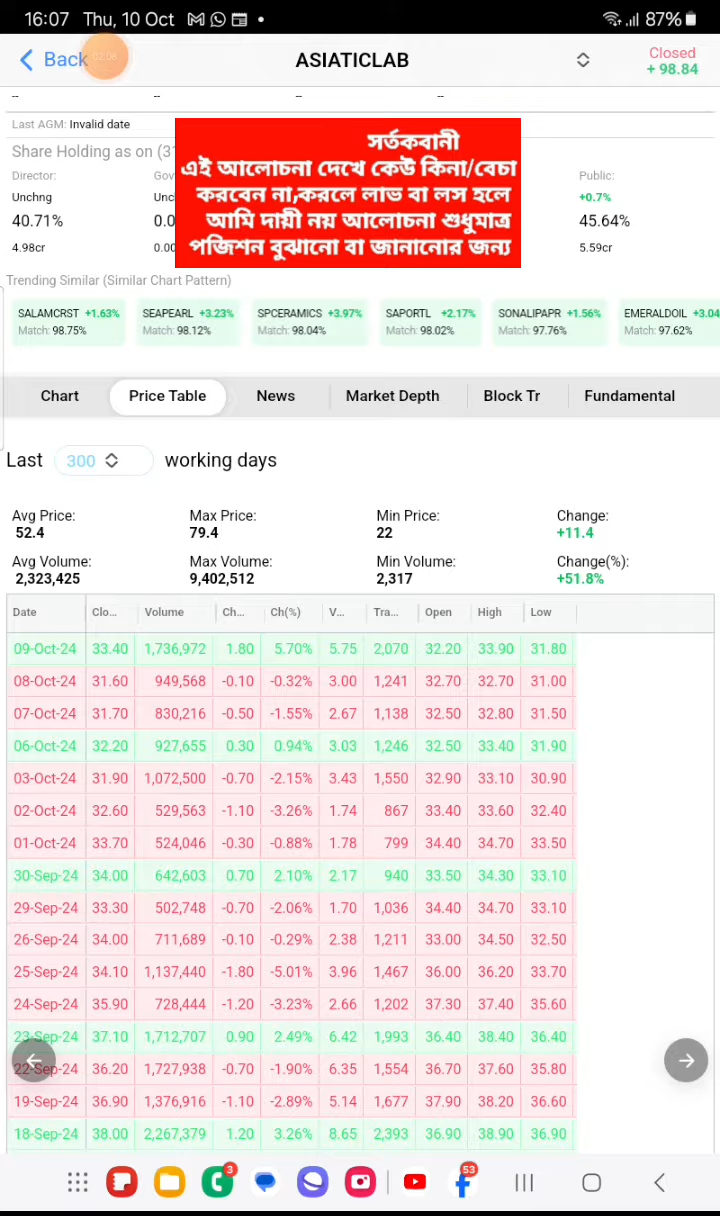 16:07 Thu, 10 Oct 87%
Back 02:04 ASIATICLAB Closed
+ 98.84
-- -- -- --
Last AGM: Invalid date
Share Holding as on (31
Director: Gov Public:
Unchng Unc +0.7%
40.71% 0.0 45.64%
4.98cr 0.00 5.59cr
সর্তকবানী
এই আলোচনা দেখে কেউ কিনা/বেচা
করবেন না,করলে লাভ বা লস হলে
আমি দায়ী নয় আলোচনা শুধুমাত্র
পজিশন বুঝানো বা জানানোর জন্য
Trending Similar (Similar Chart Pattern)
SALAMCRST +1.63% SEAPEARL +3.23% SPCERAMICS +3.97% SAPORTL +2.17% SONALIPAPR +1.56% EMERALDOIL +3.04
Match: 98.75% Match: 98.12% Match: 98.04% Match: 98.02% Match: 97.76% Match: 97.62%
Chart Price Table News Market Depth Block Tr Fundamental
Last 300 working days
Avg Price: Max Price: Min Price: Change:
52.4 79.4 22 +11.4
Avg Volume: Max Volume: Min Volume: Change(%):
2,323,425 9,402,512 2,317 +51.8%
Date Clo... Volume Ch... Ch(%) V... Tra... Open High Low
09-Oct-24 33.40 1,736,972 1.80 5.70% 5.75 2,070 32.20 33.90 31.80
08-Oct-24 31.60 949,568 -0.10 -0.32% 3.00 1,241 32.70 32.70 31.00
07-Oct-24 31.70 830,216 -0.50 -1.55% 2.67 1,138 32.50 32.80 31.50
06-Oct-24 32.20 927,655 0.30 0.94% 3.03 1,246 32.50 33.40 31.90
03-Oct-24 31.90 1,072,500 -0.70 -2.15% 3.43 1,550 32.90 33.10 30.90
02-Oct-24 32.60 529,563 -1.10 -3.26% 1.74 867 33.40 33.60 32.40
01-Oct-24 33.70 524,046 -0.30 -0.88% 1.78 799 34.40 34.70 33.50
30-Sep-24 34.00 642,603 0.70 2.10% 2.17 940 33.50 34.30 33.10
29-Sep-24 33.30 502,748 -0.70 -2.06% 1.70 1,036 34.40 34.70 33.10
26-Sep-24 34.00 711,689 -0.10 -0.29% 2.38 1,211 33.00 34.50 32.50
25-Sep-24 34.10 1,137,440 -1.80 -5.01% 3.96 1,467 36.00 36.20 33.70
24-Sep-24 35.90 728,444 -1.20 -3.23% 2.66 1,202 37.30 37.40 35.60
23-Sep-24 37.10 1,712,707 0.90 2.49% 6.42 1,993 36.40 38.40 36.40
22-Sep-24 36.20 1,727,938 -0.70 -1.90% 6.35 1,554 36.70 37.60 35.80
19-Sep-24 36.90 1,376,916 -1.10 -2.89% 5.14 1,677 37.90 38.20 36.60
18-Sep-24 38.00 2,267,379 1.20 3.26% 8.65 2,393 36.90 38.90 36.90
3 53